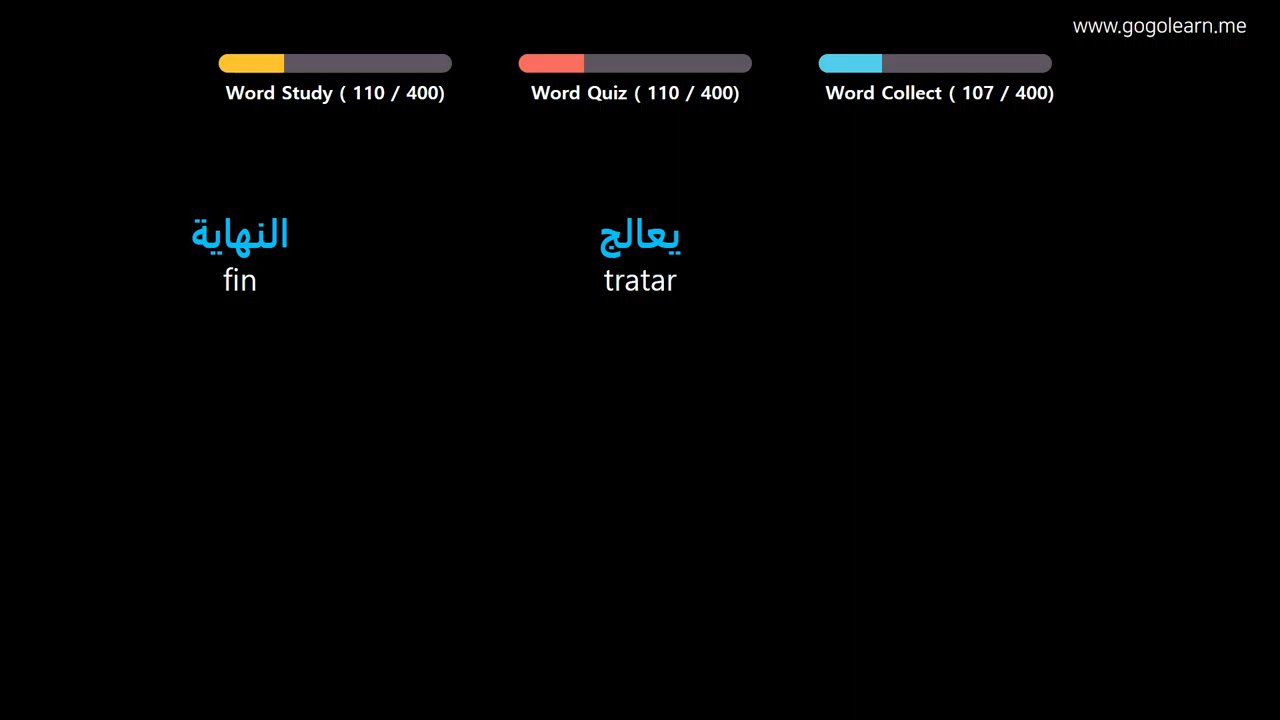 www.gogolearn.me
Word Study ( 110 / 400)
Word Quiz ( 110 / 400)
Word Collect ( 107 / 400)
النهاية
fin
يعالج
tratar